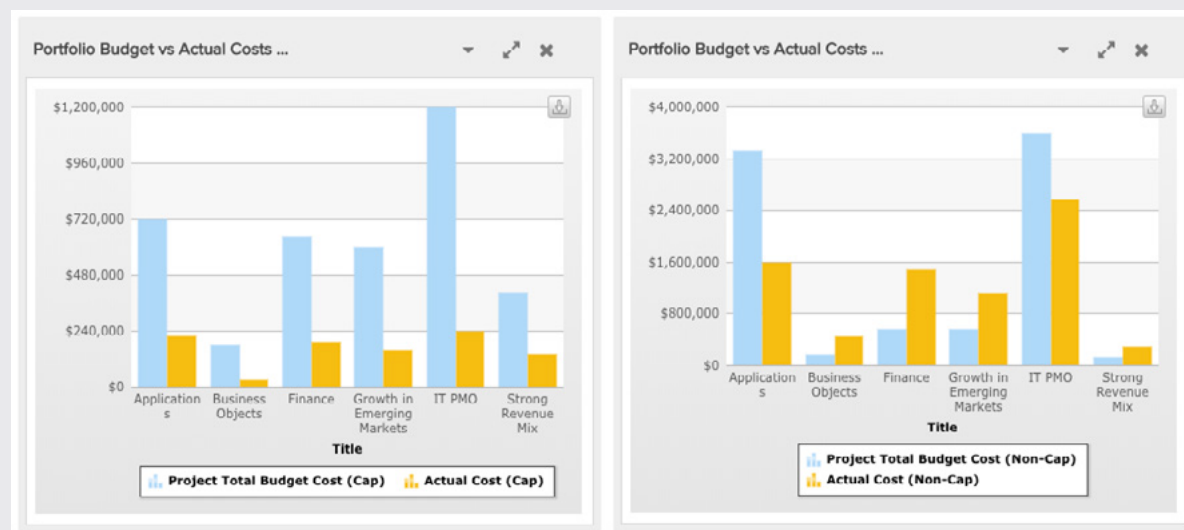 Portfolio Budget vs Actual Costs ...
$1,200,000
$960,000
$720,000
$480,000
$240,000
$0
Application
s
Business
Objects
Finance
Growth in
Emerging
Markets
IT PMO
Strong
Revenue
Mix
Title
Project Total Budget Cost (Cap)
Actual Cost (Cap)
Portfolio Budget vs Actual Costs ...
$4,000,000
$3,200,000
$2,400,000
$1,600,000
$800,000
$0
Application
s
Business
Objects
Finance
Growth in
Emerging
Markets
IT PMO
Strong
Revenue
Mix
Title
Project Total Budget Cost (Non-Cap)
Actual Cost (Non-Cap)